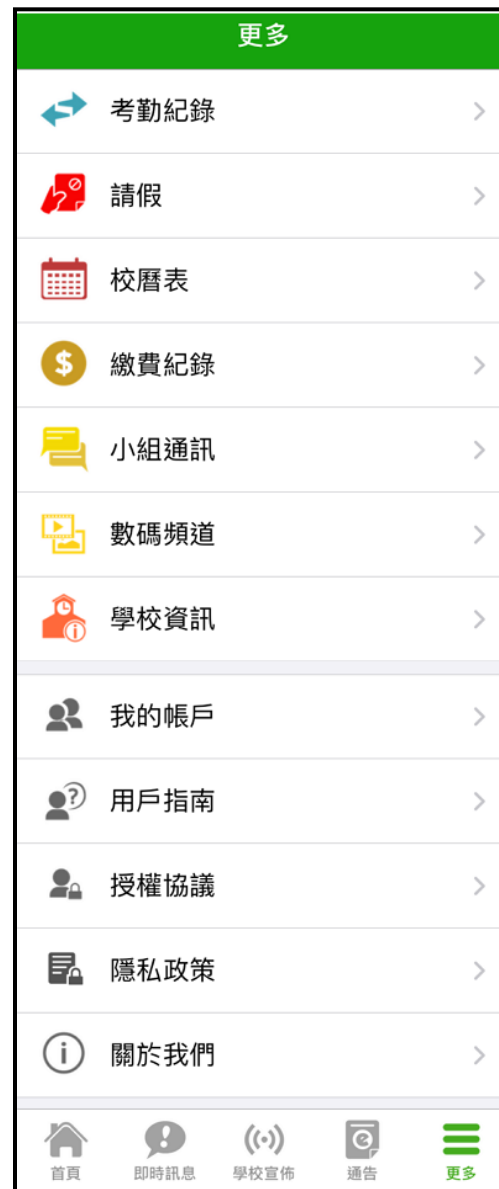 更多
考勤紀錄
請假
校曆表
$
繳費紀錄
小組通訊
數碼頻道
學校資訊
我的帳戶
用戶指南
授權協議
隱私政策
關於我們
首頁
即時訊息
學校宣佈
通告
更多